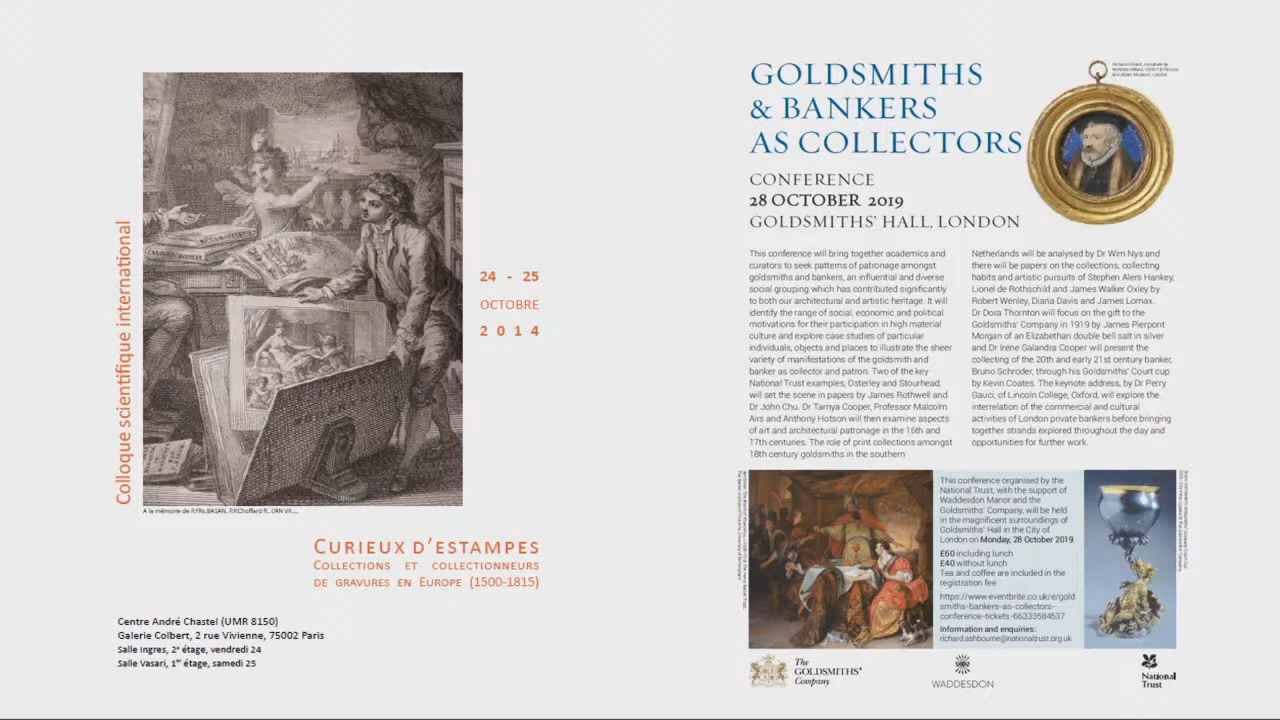 Colloque scientifique international
24 - 25
OCTOBRE
2 0 1 4
CURIEUX D'ESTAMPES
COLLECTIONS ET COLLECTIONNEURS
DE GRAVURES EN EUROPE (1500-1815)
Centre André Chastel (UMR 8150)
Galerie Colbert, 2 rue Vivienne, 75002 Paris
Salle Ingres, 2e étage, vendredi 24
Salle Vasari, 1er étage, samedi 25
GOLDSMITHS
& BANKERS
AS COLLECTORS
CONFERENCE
28 OCTOBER 2019
GOLDSMITHS' HALL, LONDON
This conference will bring together academics and
curators to seek patterns of patronage amongst
goldsmiths and bankers, an influential and diverse
social grouping which has contributed significantly
to both our architectural and artistic heritage. It will
identify the range of social, economic and political
motivations for their participation in high material
culture and explore case studies of particular
individuals, objects and places to illustrate the sheer
variety of manifestations of the goldsmith and
banker as collector and patron. Two of the key
National Trust examples, Osterley and Stourhead,
will set the scene in papers by James Rothwell and
Dr John Chu. Dr Tarnya Cooper, Professor Malcolm
Airs and Anthony Hotson will then examine aspects
of art and architectural patronage in the 16th and
17th centuries. The role of print collections amongst
18th century goldsmiths in the southern
Netherlands will be analysed by Dr Wim Nys and
there will be papers on the collections, collecting
habits and artistic pursuits of Stephen Alers Hankey,
Lionel de Rothschild and James Walker Oxley by
Robert Wenley, Diana Davis and James Lomax.
Dr Dora Thornton will focus on the gift to the
Goldsmiths' Company in 1919 by James Pierpont
Morgan of an Elizabethan double bell salt in silver
and Dr Irene Galandra Cooper will present the
collecting of the 20th and early 21st century banker,
Bruno Schroder, through his Goldsmiths' Court cup
by Kevin Coates. The keynote address, by Dr Perry
Gauci, of Lincoln College, Oxford, will explore the
interrelation of the commercial and cultural
activities of London private bankers before bringing
together strands explored throughout the day and
opportunities for further work.
This conference organised by the
National Trust, with the support of
Waddesdon Manor and the
Goldsmiths' Company, will be held
in the magnificent surroundings of
Goldsmiths' Hall in the City of
London on Monday, 28 October 2019.
£60 including lunch
£40 without lunch
Tea and coffee are included in the
registration fee
https://www.eventbrite.co.uk/e/gold
smiths-bankers-as-collectors-
conference-tickets-66333584537
Information and enquiries:
richard.ashbourne@nationaltrust.org.uk
The
GOLDSMITHS'
Company
WADDESDON
National
Trust